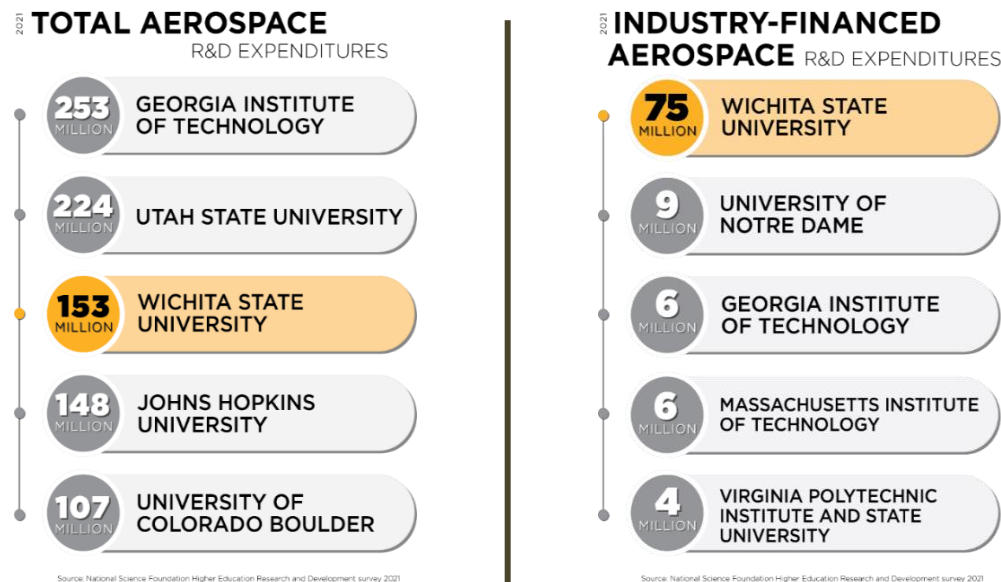 2021
TOTAL AEROSPACE
R&D EXPENDITURES
253
MILLION
GEORGIA INSTITUTE
OF TECHNOLOGY
224
MILLION
UTAH STATE UNIVERSITY
153
MILLION
WICHITA STATE
UNIVERSITY
148
MILLION
JOHNS HOPKINS
UNIVERSITY
107
MILLION
UNIVERSITY OF
COLORADO BOULDER
Source: National Science Foundation Higher Education Research and Development survey 2021
2021
INDUSTRY-FINANCED
AEROSPACE R&D EXPENDITURES
75
MILLION
WICHITA STATE
UNIVERSITY
9
MILLION
UNIVERSITY OF
NOTRE DAME
6
MILLION
GEORGIA INSTITUTE
OF TECHNOLOGY
6
MILLION
MASSACHUSETTS INSTITUTE
OF TECHNOLOGY
4
MILLION
VIRGINIA POLYTECHNIC
INSTITUTE AND STATE
UNIVERSITY
Source: National Science Foundation Higher Education Research and Development survey 2021